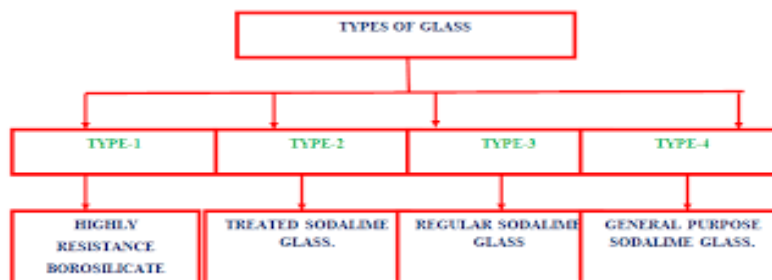 TYPES OF GLASS
TYPE-1
TYPE-2
TYPE-3
TYPE-4
HIGHLY
RESISTANCE
BOROSILICATE
TREATED SODALIME
GLASS.
REGULAR SODALIME
GLASS
GENERAL PURPOSE
SODALIME GLASS.